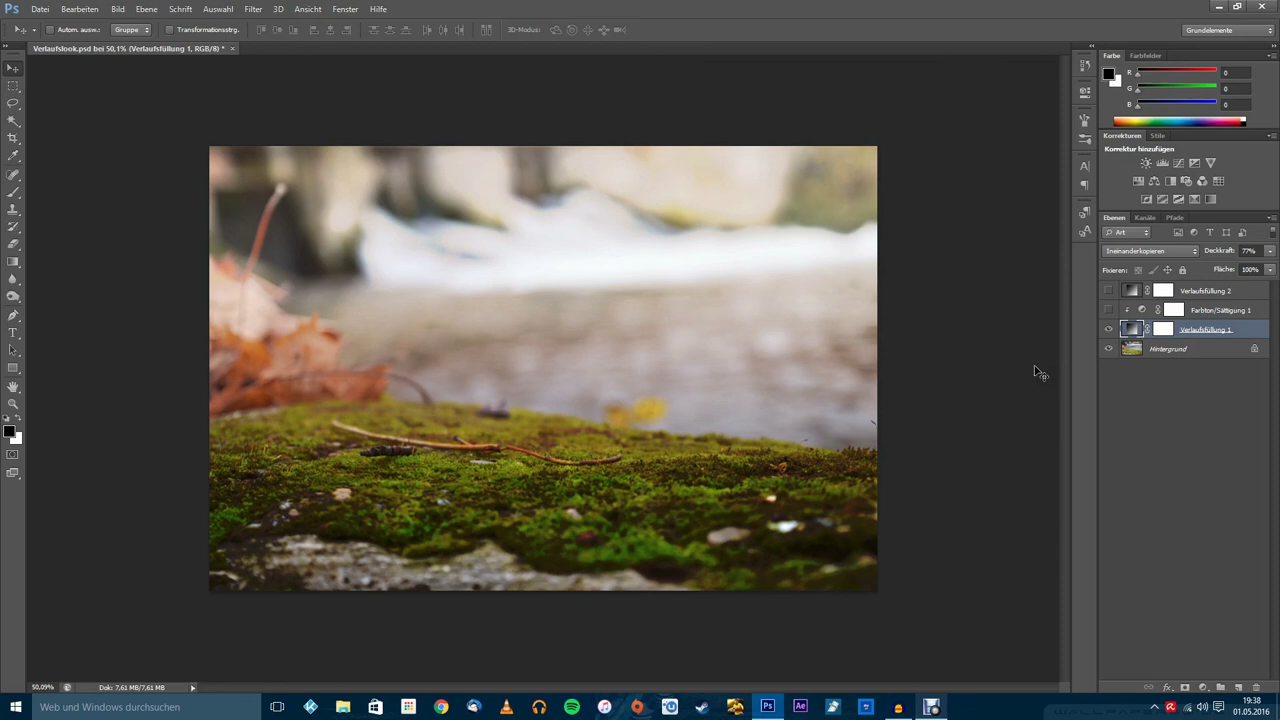 Ps Datei Bearbeiten Bild Ebene Schrift Auswahl Filter 3D Ansicht Fenster Hilfe
Autom. ausw.: Gruppe Transformationsstrg. 3D-Modus: Grundelemente
Verlaufslook.psd bei 50,1% (Verlaufsfüllung 1, RGB/8) * ×
Farbe Farbfelder
R 0
G 0
B 0
Korrekturen Stile
Korrektur hinzufügen
Ebenen Kanäle Pfade
Art
Ineinanderkopieren Deckkraft: 77%
Fixieren: Fläche: 100%
Verlaufsfüllung 2
Farbton/Sättigung 1
Verlaufsfüllung 1
Hintergrund
50,09% Dok: 7,61 MB/7,61 MB
Web und Windows durchsuchen Ps Ae 19:38
01.05.2016